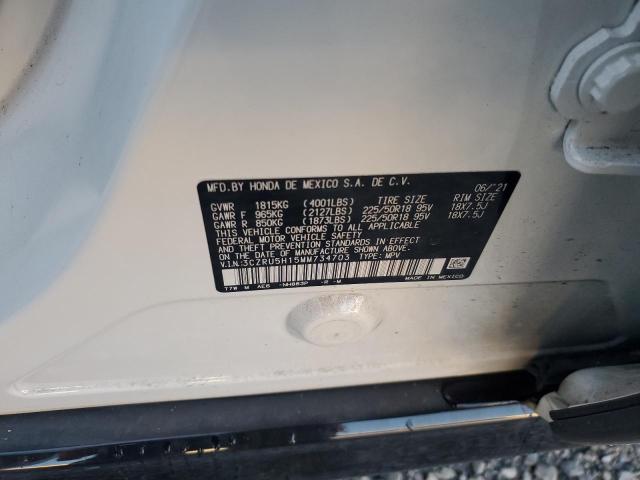 MFD.BY HONDA DE MEXICO S.A. DE C.V. 06/'21
GVWR 1815KG (4001LBS) TIRE SIZE RIM SIZE
GAWR F 965KG (2127LBS) 225/50R18 95V 18X7.5J
GAWR R 850KG (1873LBS) 225/50R18 95V 18X7.5J
THIS VEHICLE CONFORMS TO ALL APPLICABLE
FEDERAL MOTOR VEHICLE SAFETY STANDARDS IN EFFECT
ON THE DATE OF MANUFACTURE SHOWN ABOVE.
V.I.N:3CZRU5H15MM734703 TYPE: MPV
T7W M AE6 -NH883P -R -M
MADE IN MEXICO